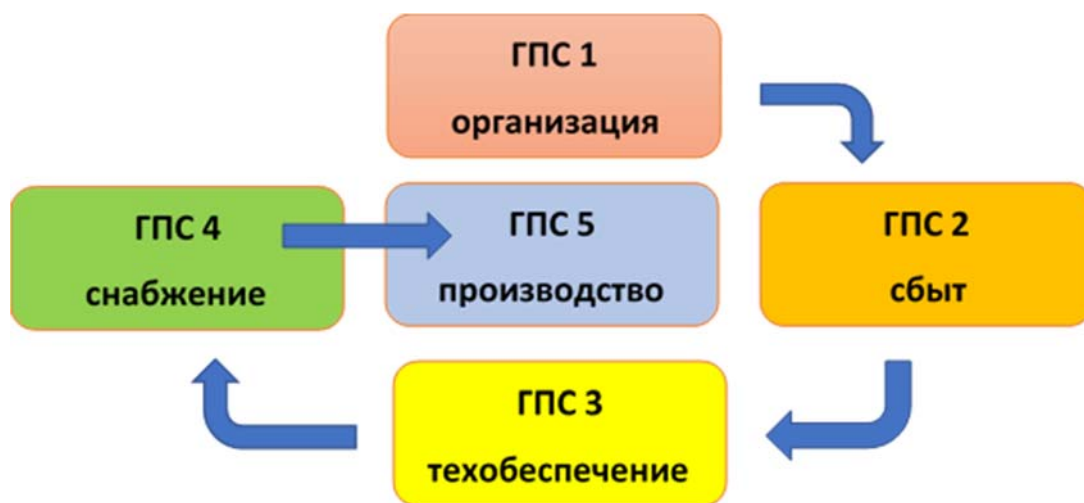 ГПС 1
организация
ГПС 4
снабжение
ГПС 5
производство
ГПС 2
сбыт
ГПС 3
техобеспечение